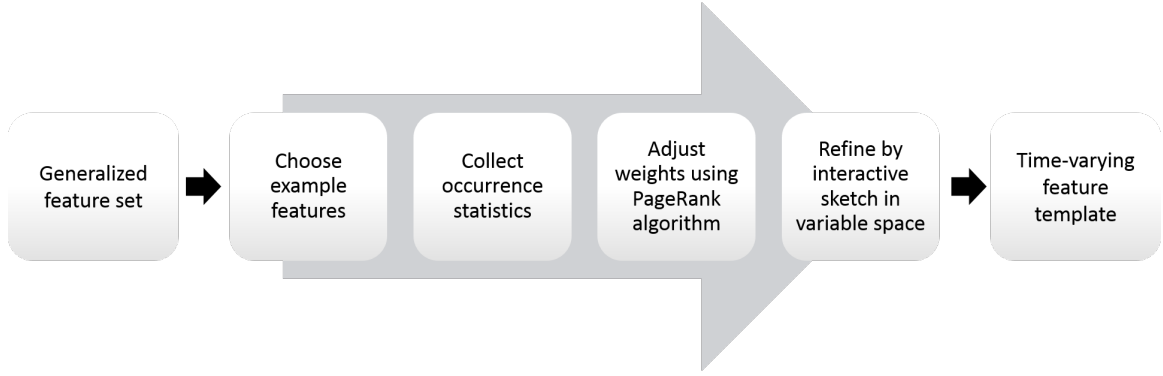 Generalized
feature set
Choose
example
features
Collect
occurrence
statistics
Adjust
weights using
PageRank
algorithm
Refine by
interactive
sketch in
variable space
Time-varying
feature
template